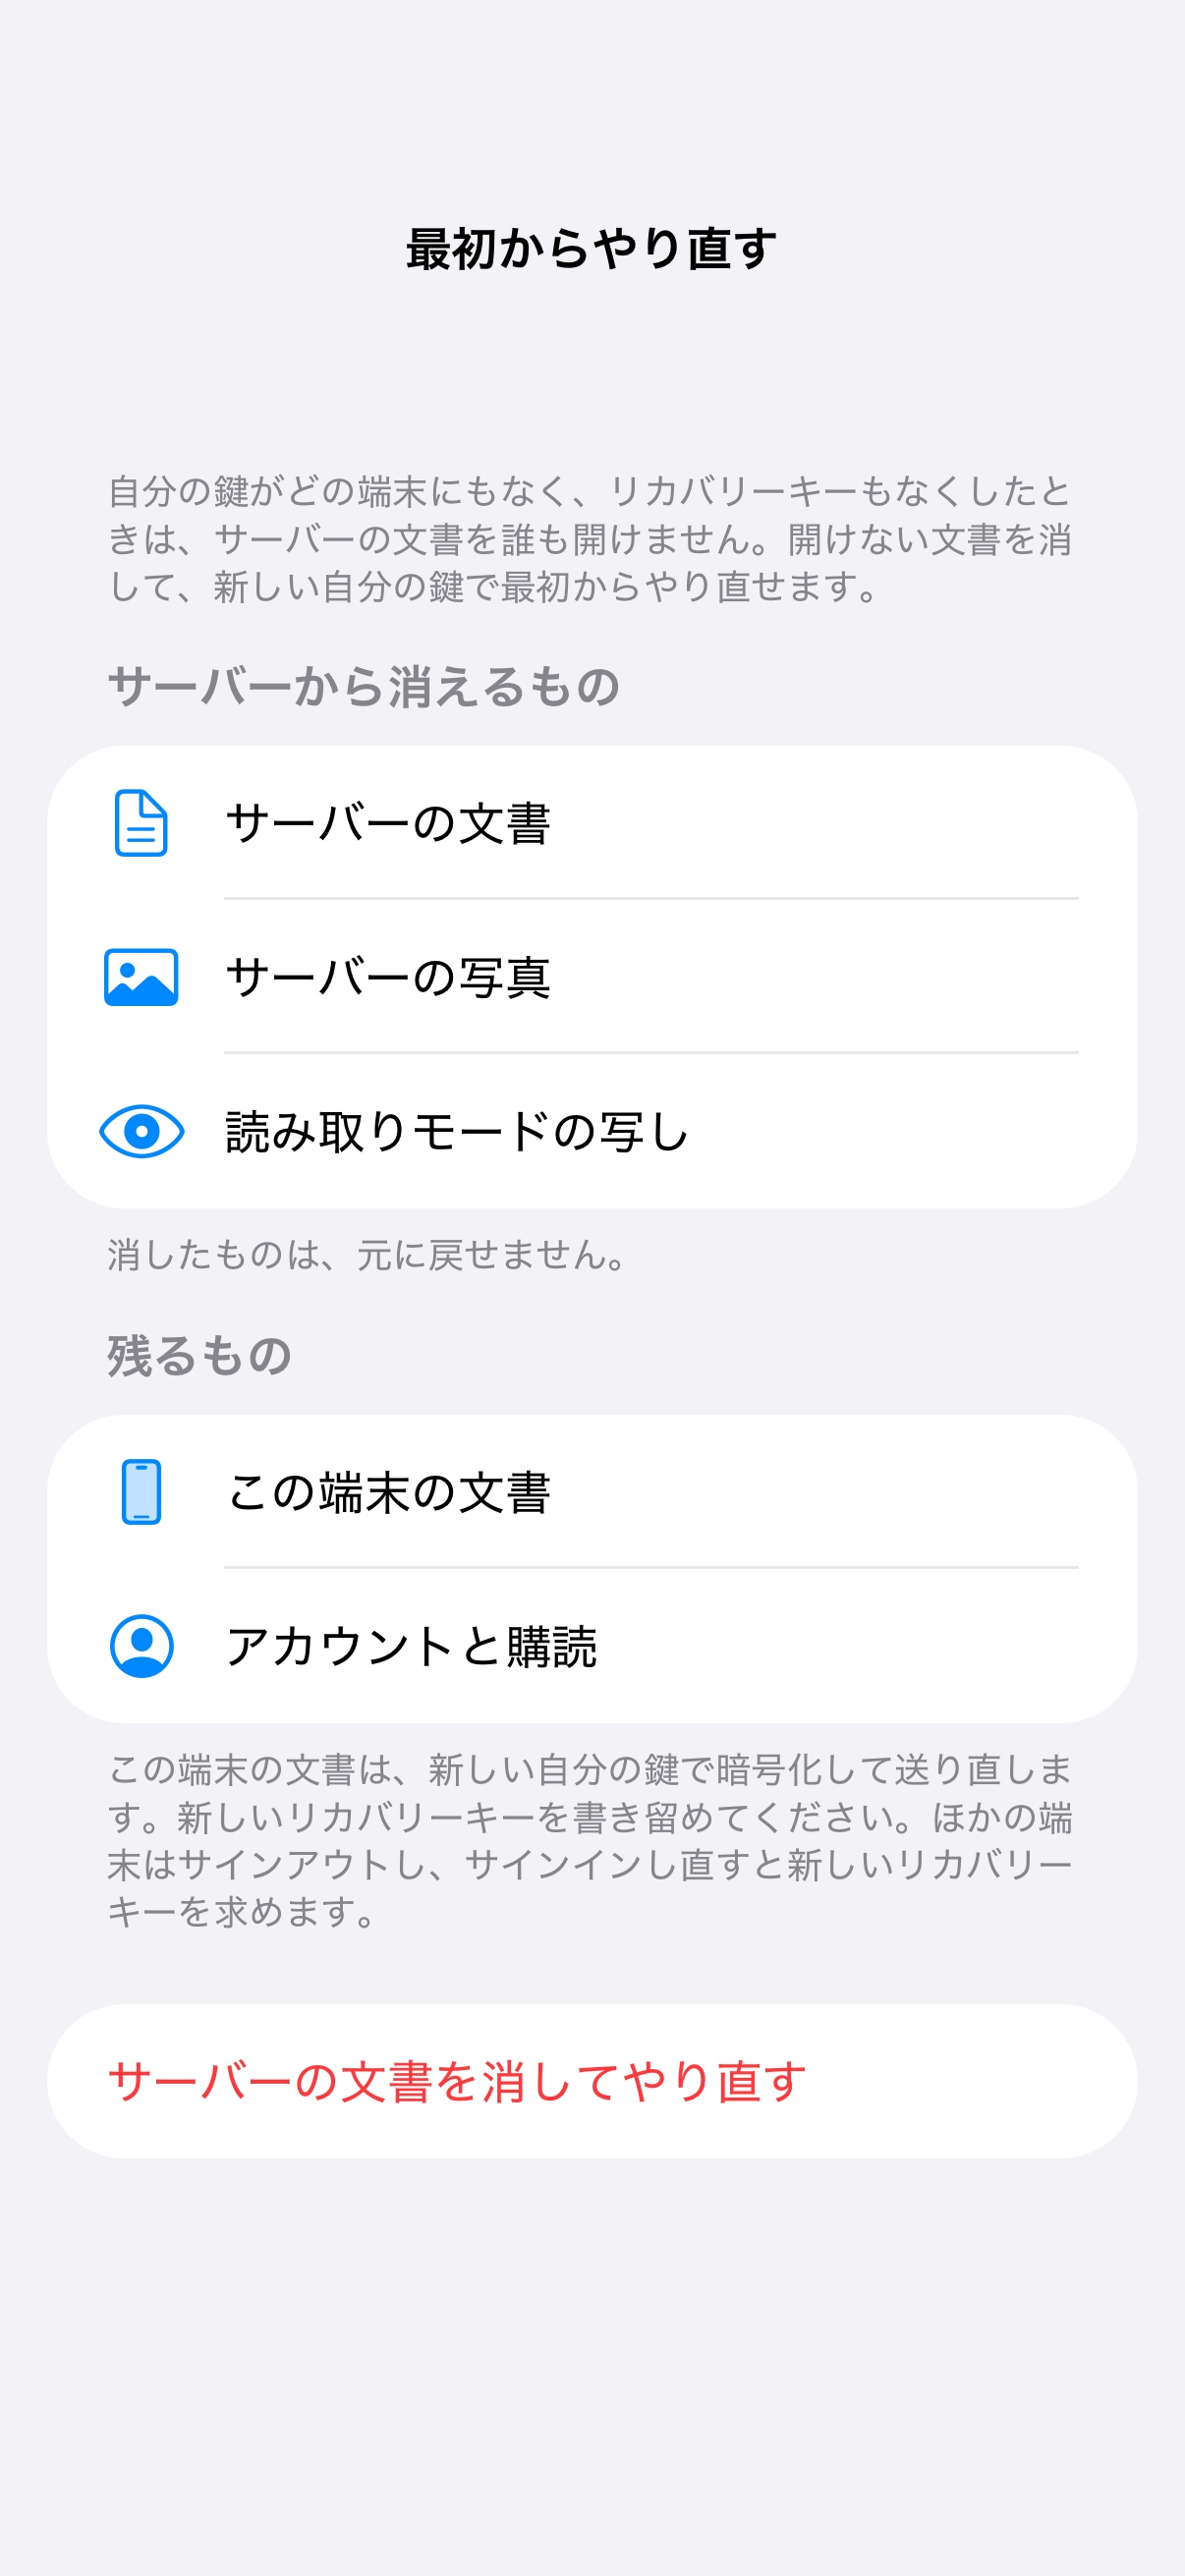 最初からやり直す
自分の鍵がどの端末にもなく、リカバリーキーもなくしたと
きは、サーバーの文書を誰も開けません。開けない文書を消
して、新しい自分の鍵で最初からやり直せます。
サーバーから消えるもの
サーバーの文書
サーバーの写真
読み取りモードの写し
消したものは、元に戻せません。
残るもの
この端末の文書
アカウントと購読
この端末の文書は、新しい自分の鍵で暗号化して送り直しま
す。新しいリカバリーキーを書き留めてください。ほかの端
末はサインアウトし、サインインし直すと新しいリカバリー
キーを求めます。
サーバーの文書を消してやり直す